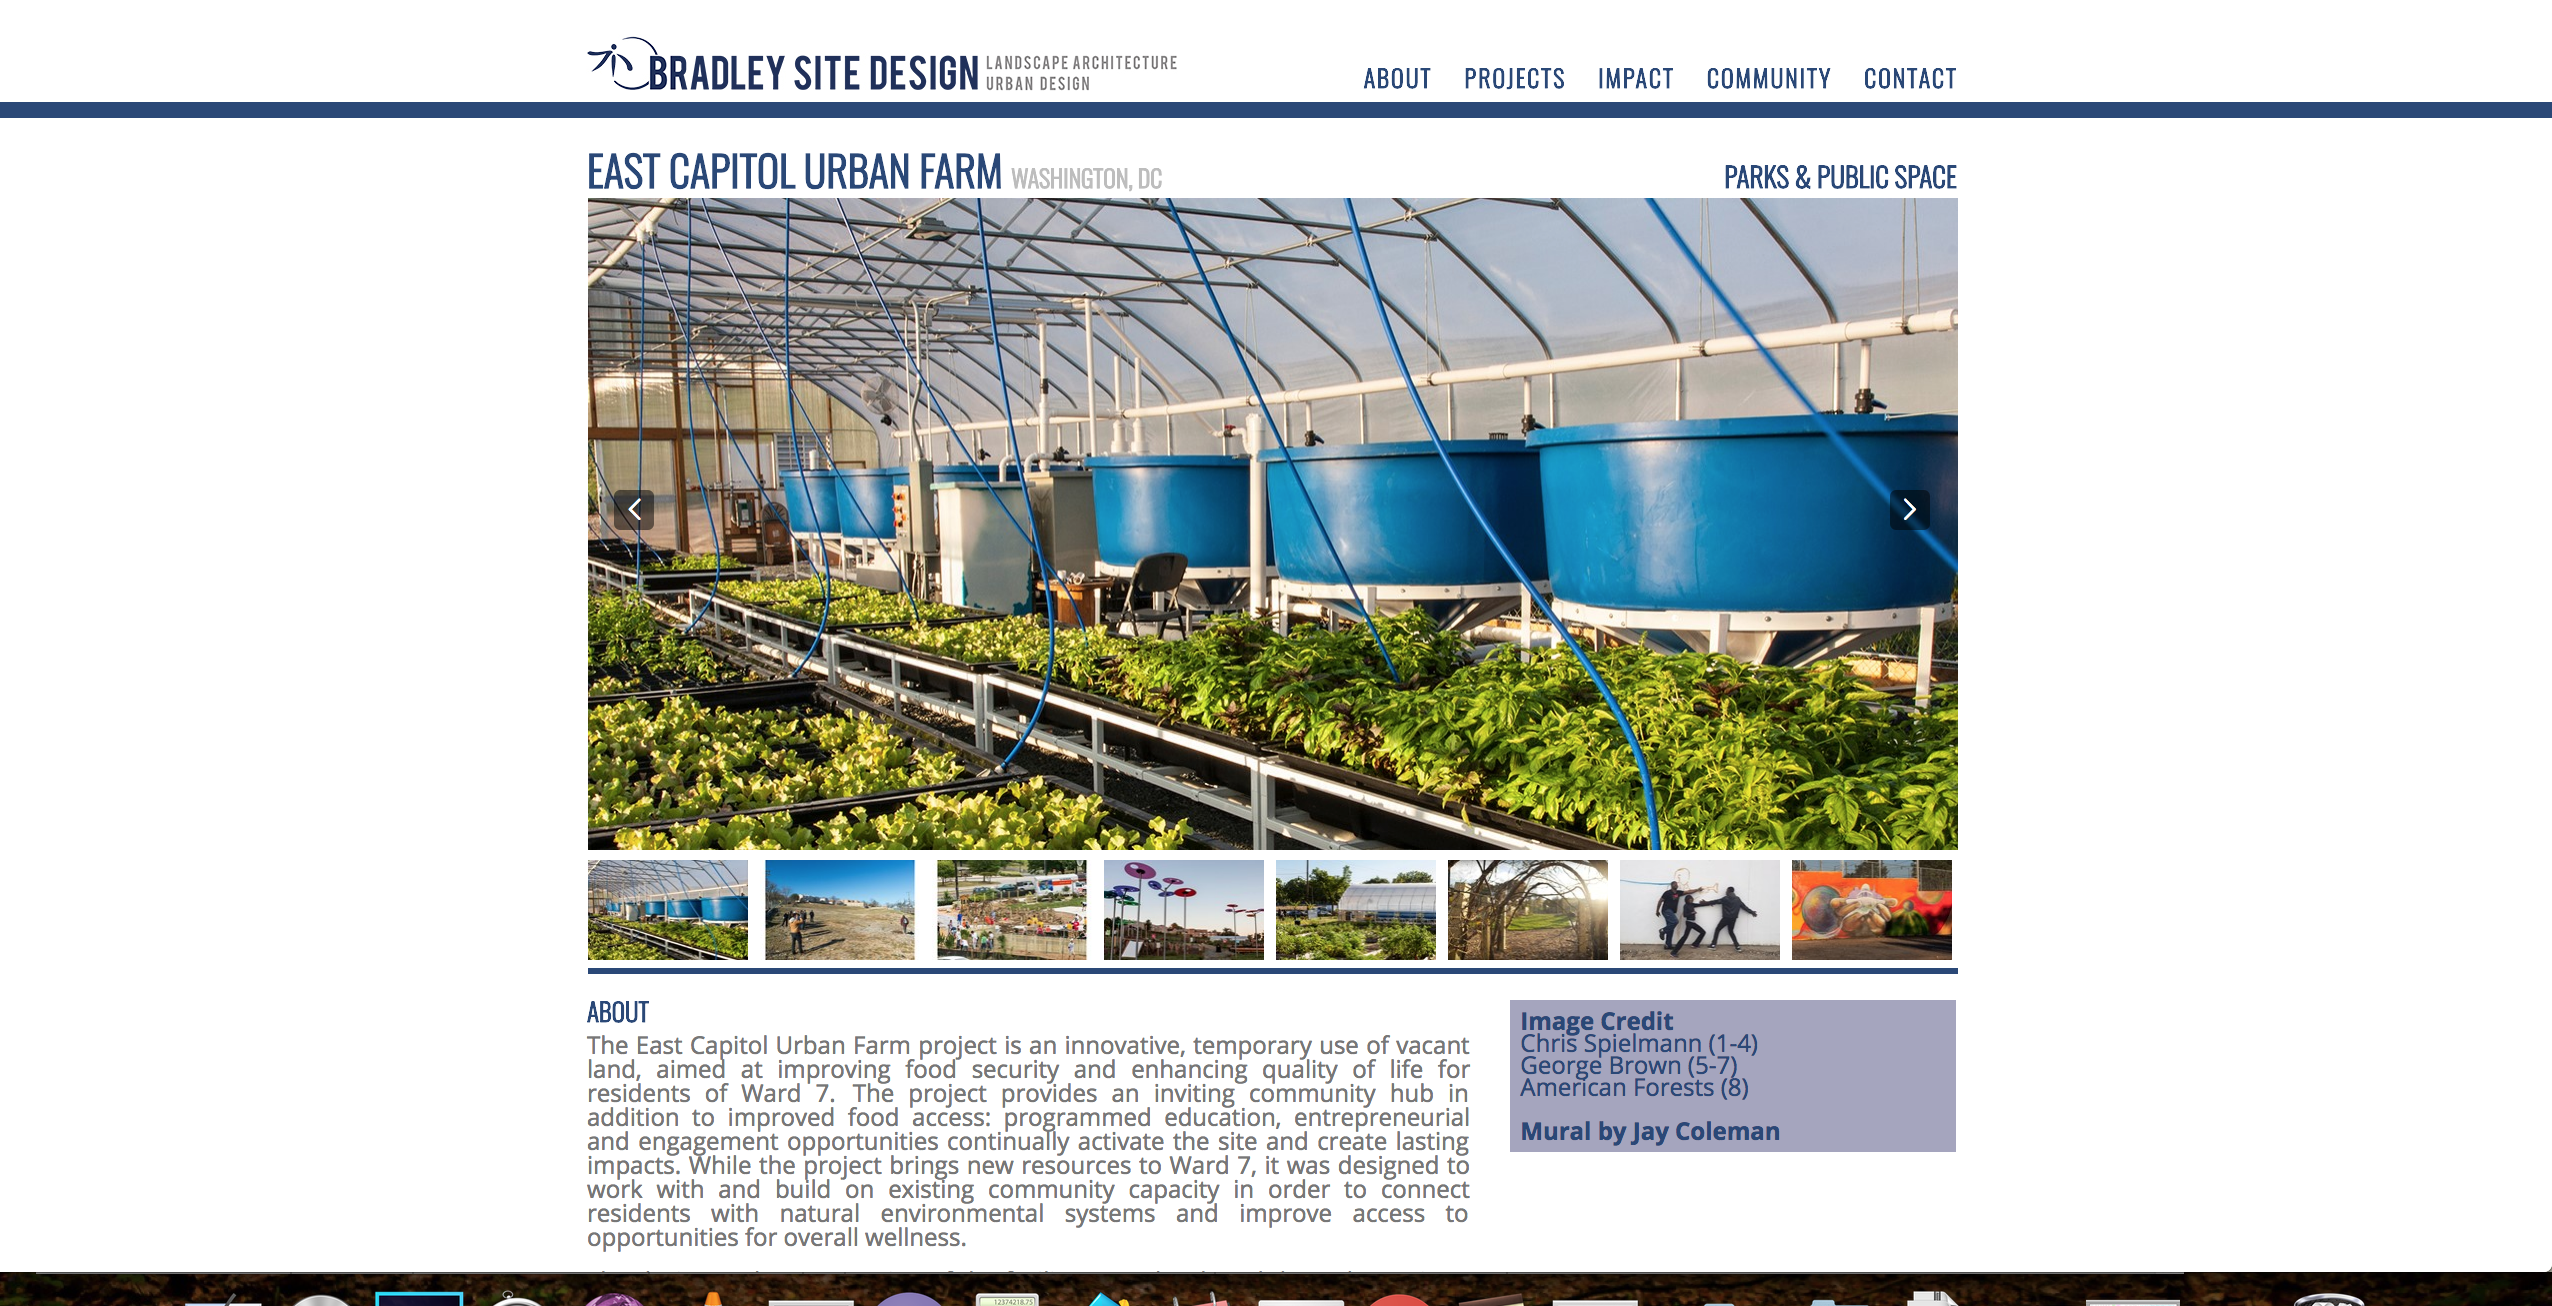 BRADLEY SITE DESIGN
LANDSCAPE ARCHITECTURE
URBAN DESIGN
ABOUT PROJECTS IMPACT COMMUNITY CONTACT
EAST CAPITOL URBAN FARM WASHINGTON, DC
PARKS & PUBLIC SPACE
ABOUT
The East Capitol Urban Farm project is an innovative, temporary use of vacant
land, aimed at improving food security and enhancing quality of life for
residents of Ward 7. The project provides an inviting community hub in
addition to improved food access: programmed education, entrepreneurial
and engagement opportunities continually activate the site and create lasting
impacts. While the project brings new resources to Ward 7, it was designed to
work with and build on existing community capacity in order to connect
residents with natural environmental systems and improve access to
opportunities for overall wellness.
Image Credit
Chris Spielmann (1-4)
George Brown (5-7)
American Forests (8)
Mural by Jay Coleman
12374218.75